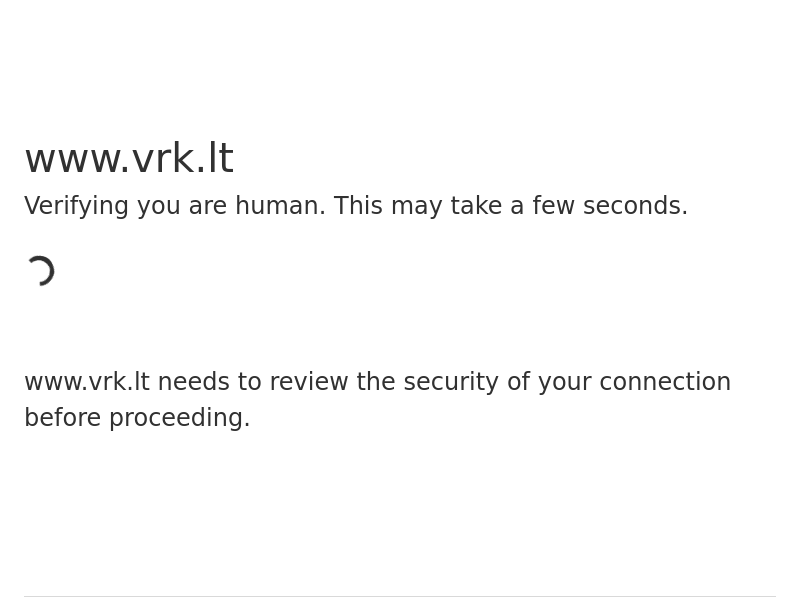 www.vrk.lt
Verifying you are human. This may take a few seconds.
www.vrk.lt needs to review the security of your connection
before proceeding.